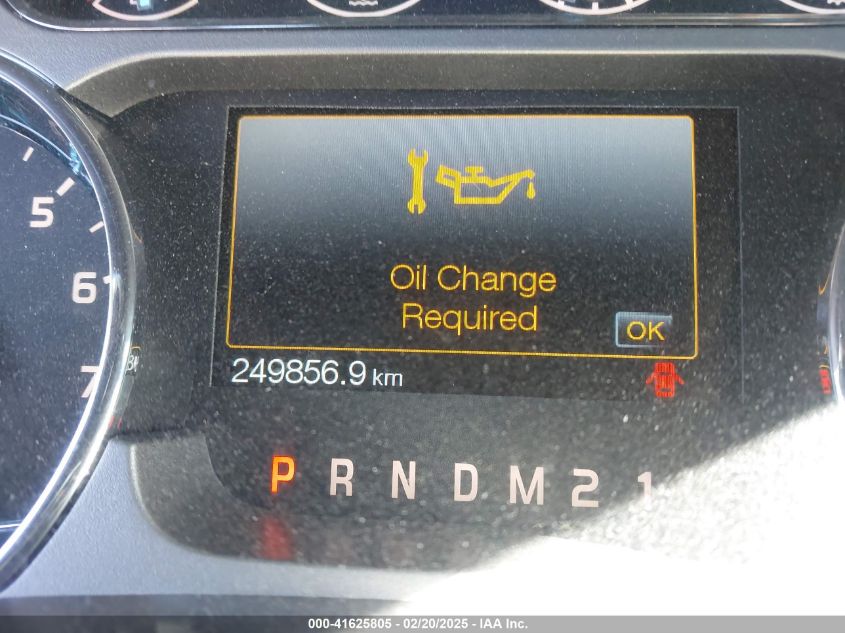 5
6
7
Oil Change
Required
OK
249856.9 km
P R N D M 2 1
000-41625805 - 02/20/2025 - IAA Inc.